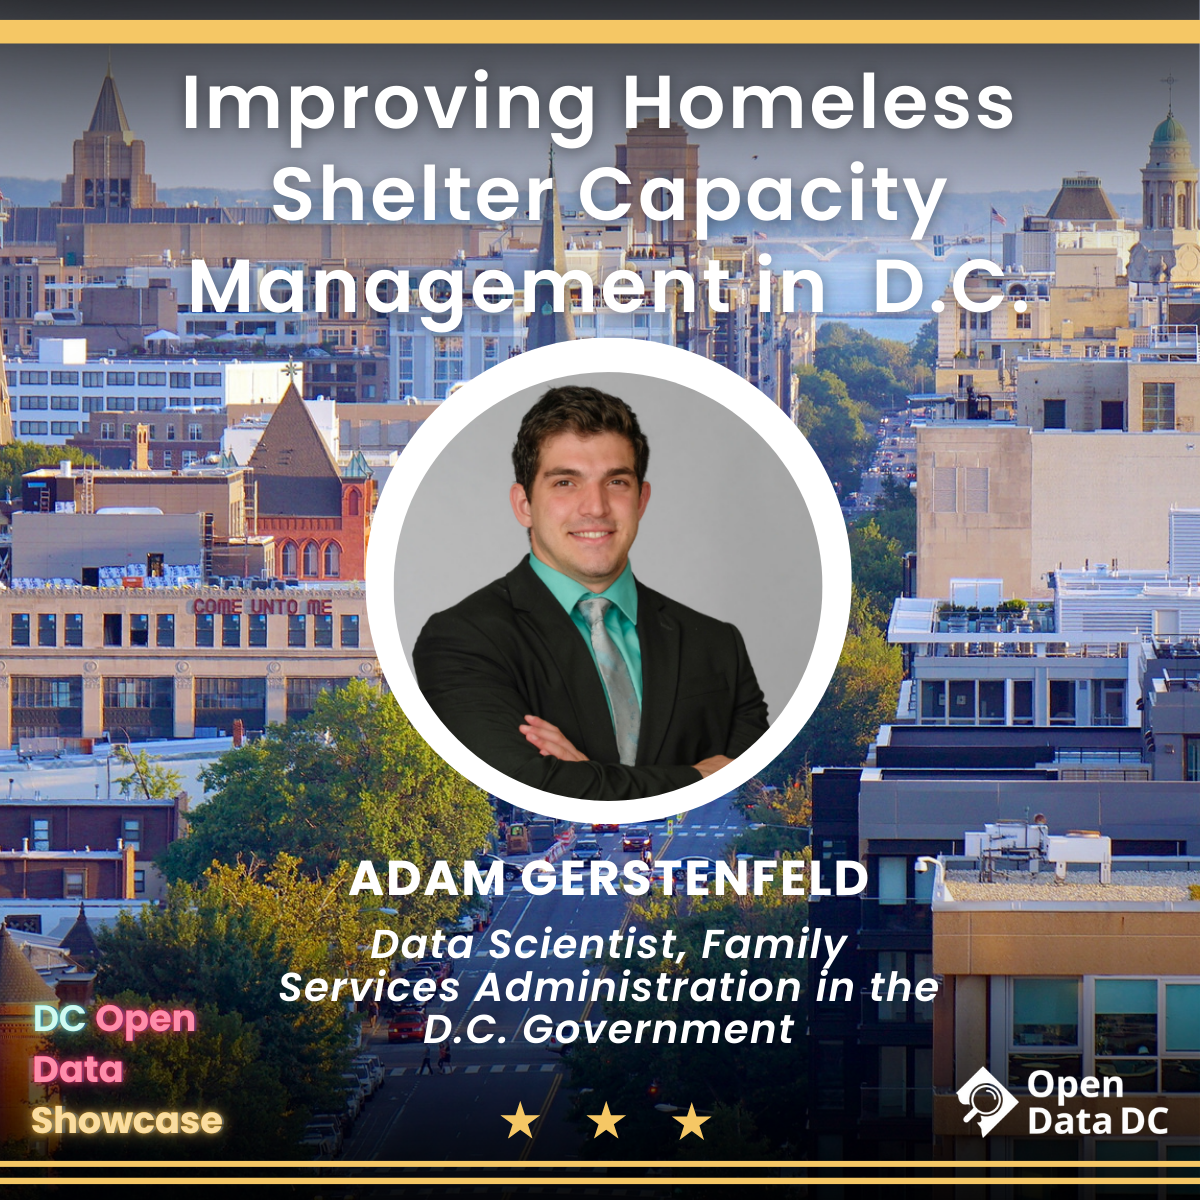 Improving Homeless
Shelter Capacity
Management in D.C.
COME UNTO ME
ADAM GERSTENFELD
Data Scientist, Family
Services Administration in the
D.C. Government
DC Open
Data
Showcase
Open
Data DC